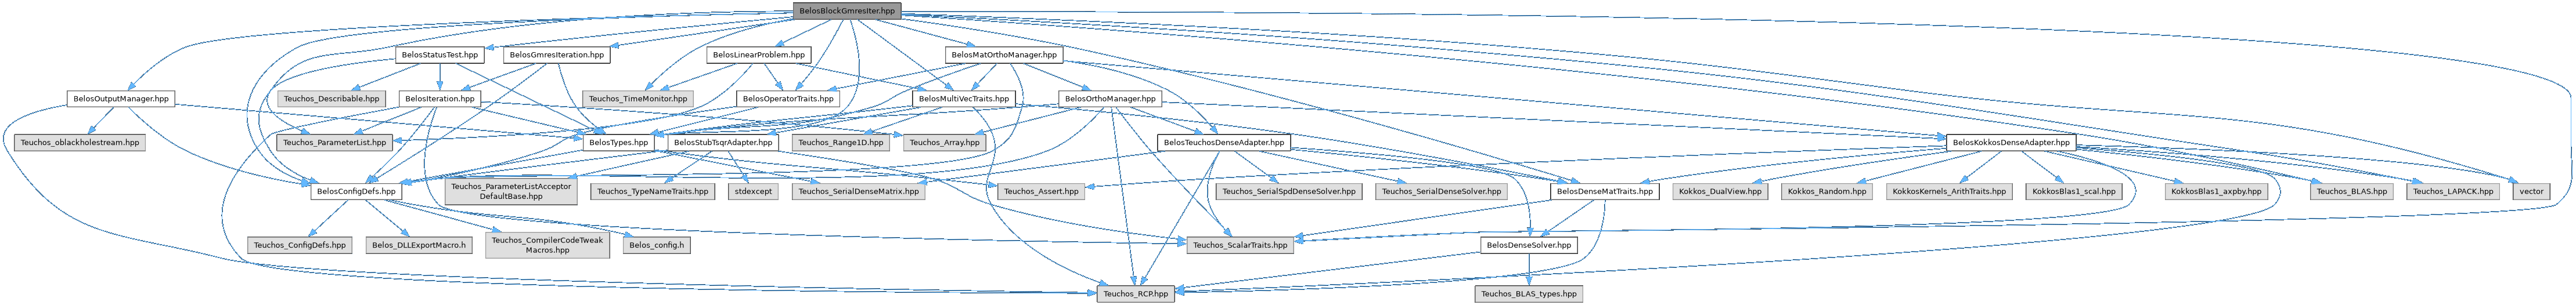 BelosBlockGmresIter.hpp
BelosStatusTest.hpp
BelosGmresIteration.hpp
BelosLinearProblem.hpp
BelosMatOrthoManager.hpp
BelosOutputManager.hpp
Teuchos_Describable.hpp
BelosIteration.hpp
Teuchos_TimeMonitor.hpp
BelosOperatorTraits.hpp
BelosMultiVecTraits.hpp
BelosOrthoManager.hpp
Teuchos_oblackholestream.hpp
Teuchos_ParameterList.hpp
BelosTypes.hpp
BelosStubTsqrAdapter.hpp
Teuchos_Range1D.hpp
Teuchos_Array.hpp
BelosTeuchosDenseAdapter.hpp
BelosKokkosDenseAdapter.hpp
BelosConfigDefs.hpp
Teuchos_ParameterListAcceptor
DefaultBase.hpp
Teuchos_TypeNameTraits.hpp
stdexcept
Teuchos_SerialDenseMatrix.hpp
Teuchos_Assert.hpp
Teuchos_SerialSpdDenseSolver.hpp
Teuchos_SerialDenseSolver.hpp
BelosDenseMatTraits.hpp
Kokkos_DualView.hpp
Kokkos_Random.hpp
KokkosKernels_ArithTraits.hpp
KokkosBlas1_scal.hpp
KokkosBlas1_axpby.hpp
Teuchos_BLAS.hpp
Teuchos_LAPACK.hpp
vector
Teuchos_ConfigDefs.hpp
Belos_DLLExportMacro.h
Teuchos_CompilerCodeTweak
Macros.hpp
Belos_config.h
Teuchos_ScalarTraits.hpp
BelosDenseSolver.hpp
Teuchos_RCP.hpp
Teuchos_BLAS_types.hpp